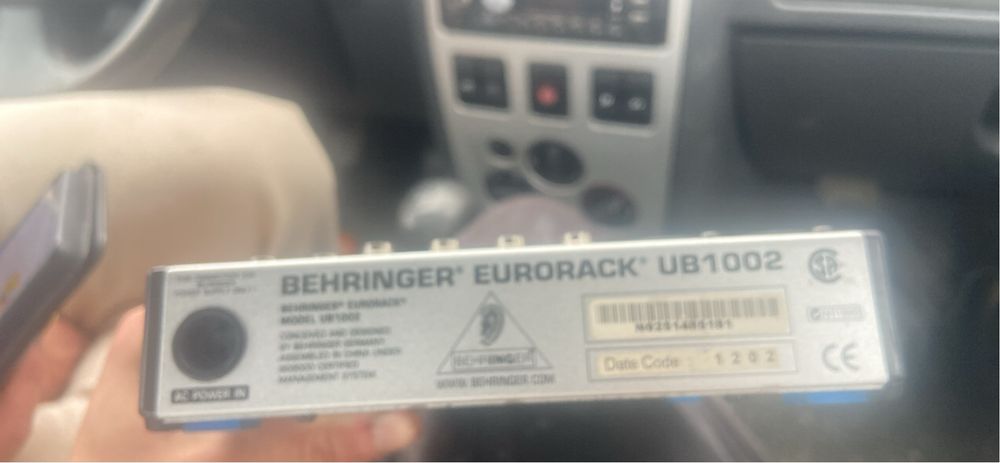 BEHRINGER® EURORACK® UB1002
BEHRINGER® EURORACK®
MODEL UB1002
CONCEIVED AND DESIGNED
BY BEHRINGER GERMANY.
ASSEMBLED IN CHINA UNDER
ISO9000 CERTIFIED
MANAGEMENT SYSTEM.
AC POWER IN
BEHRINGER
WWW.BEHRINGER.COM
Date Code : 1202
CE